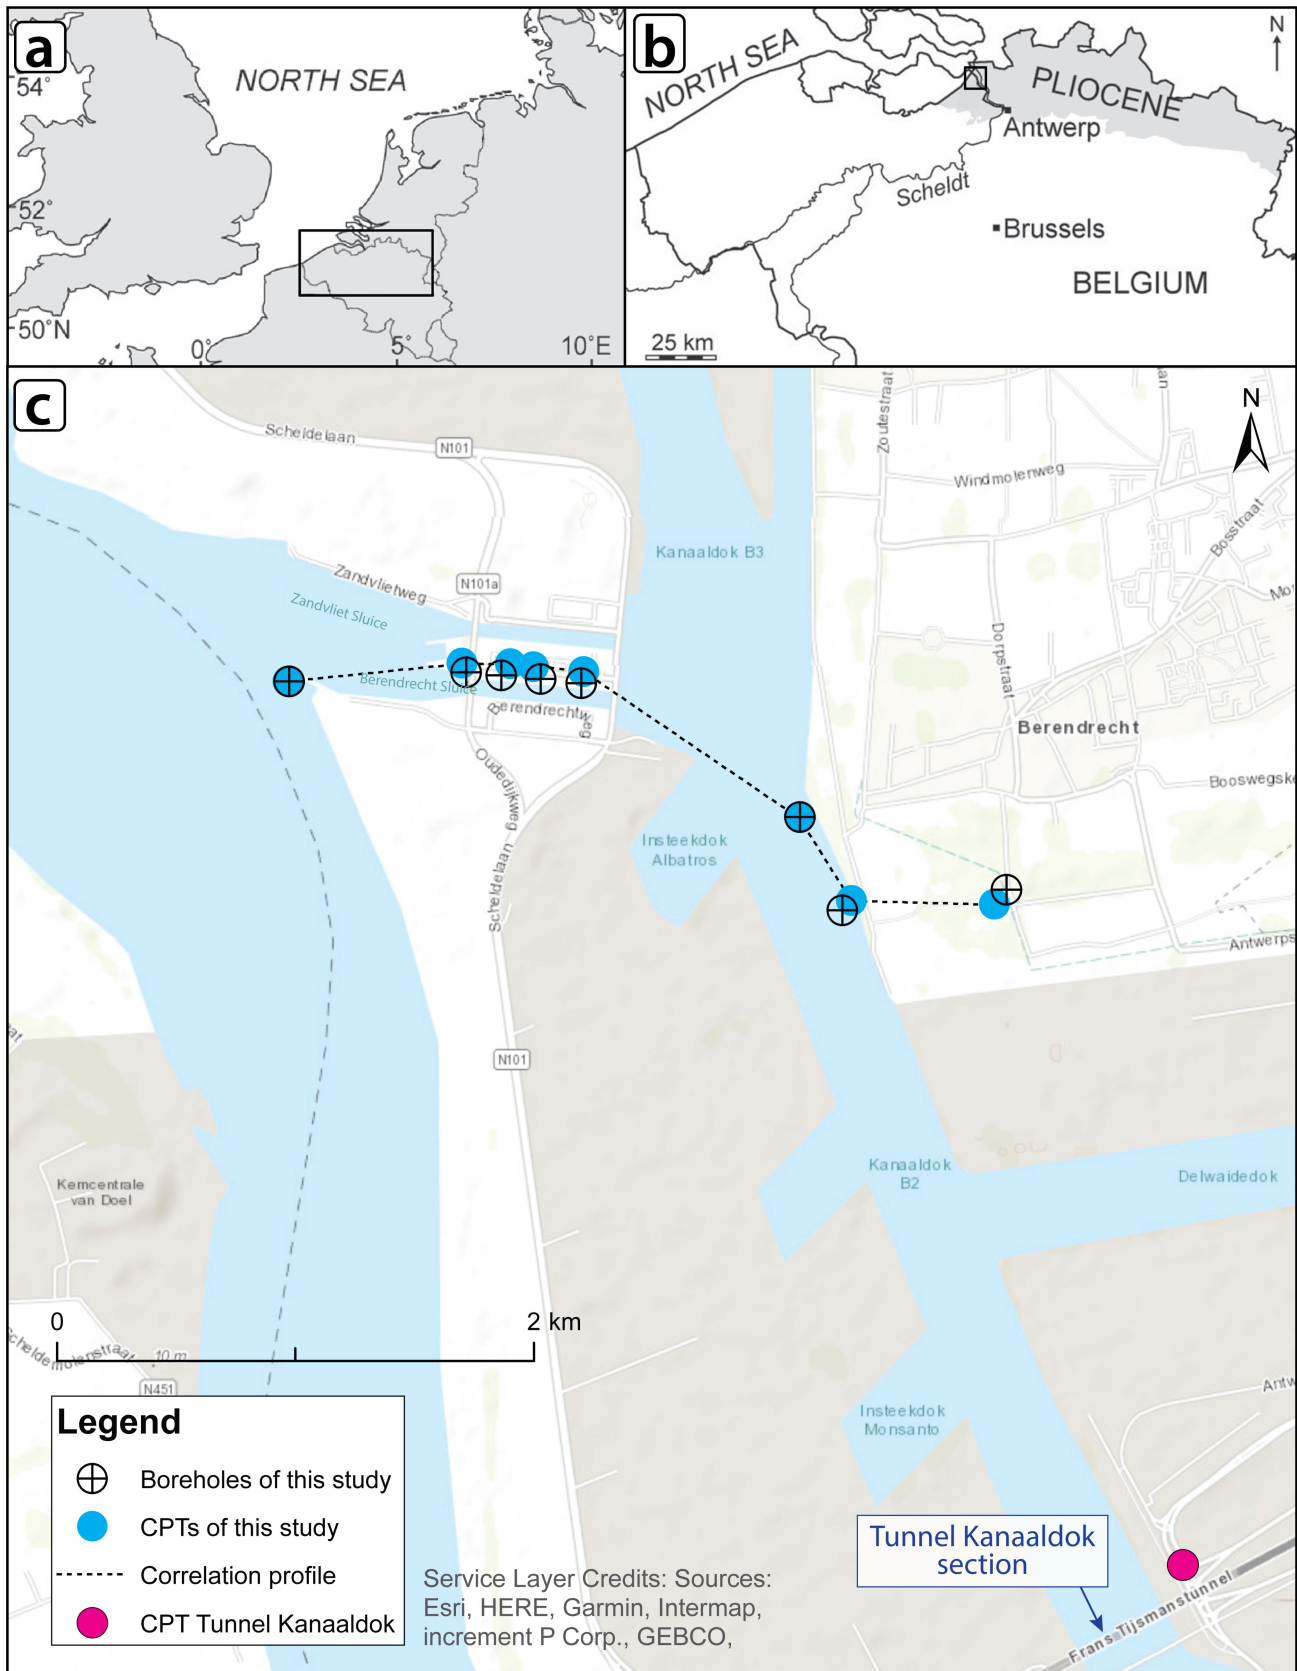 a
NORTH SEA
54°
52°
50°N
0°
5°
10°E
b
NORTH SEA
N
PLIOCENE
Antwerp
Scheldt
Brussels
BELGIUM
25 km
c
N
Scheldelaan
N101
Zoutestraat
Windmolenweg
Bosstraat
Kanaaldok B3
Zandvlietweg
N101a
Zandvliet Sluice
Berendrecht Sluice
Berendrechtweg
Dorpstraat
Berendrecht
Oudedijkweg
Scheldelaan
Insteekdok
Albatros
N101
Kanaaldok
B2
Delwaidedok
Kerncentrale
van Doel
0
2 km
Scheldemolenstraat
10 m
N451
Insteekdok
Monsanto
Tunnel Kanaaldok
section
Frans Tijsmanstunnel
Legend
Boreholes of this study
CPTs of this study
Correlation profile
CPT Tunnel Kanaaldok
Service Layer Credits: Sources:
Esri, HERE, Garmin, Intermap,
increment P Corp., GEBCO,